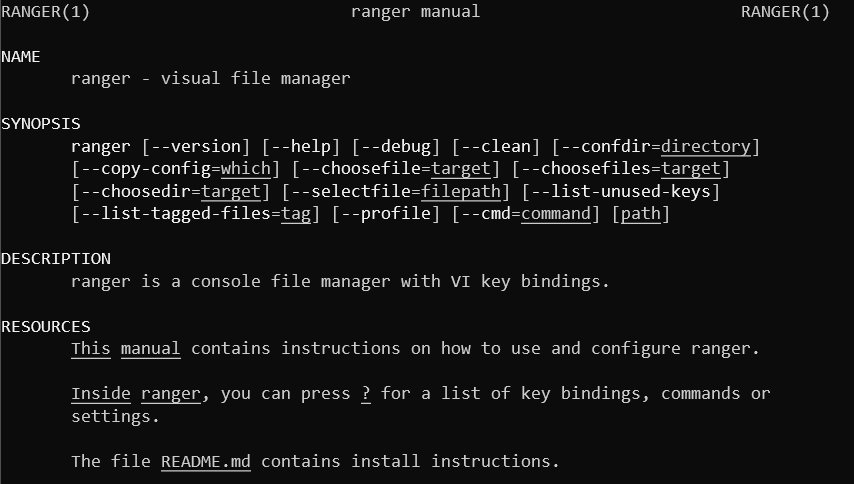 RANGER(1) ranger manual RANGER(1)
NAME
ranger - visual file manager
SYNOPSIS
ranger [--version] [--help] [--debug] [--clean] [--confdir=directory]
[--copy-config=which] [--choosefile=target] [--choosefiles=target]
[--choosedir=target] [--selectfile=filepath] [--list-unused-keys]
[--list-tagged-files=tag] [--profile] [--cmd=command] [path]
DESCRIPTION
ranger is a console file manager with VI key bindings.
RESOURCES
This manual contains instructions on how to use and configure ranger.
Inside ranger, you can press ? for a list of key bindings, commands or
settings.
The file README.md contains install instructions.